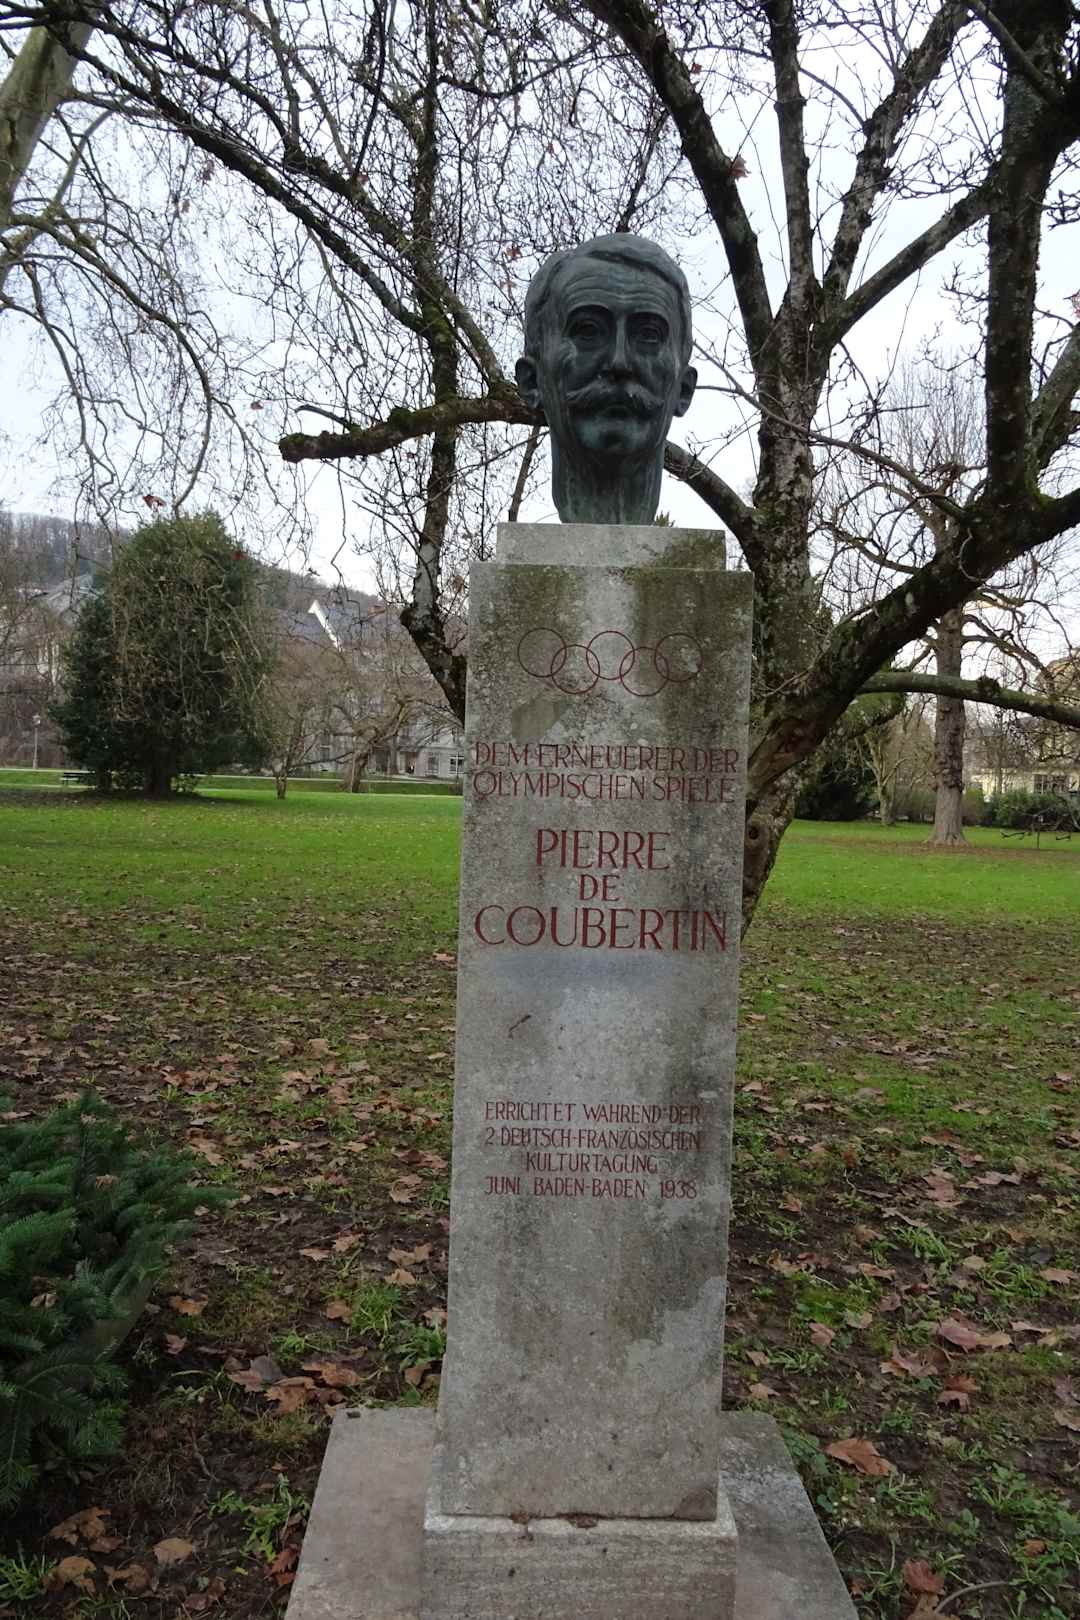 DEM ERNEUERER DER
OLYMPISCHEN SPIELE
PIERRE
DE
COUBERTIN
ERRICHTET WÄHREND DER
2. DEUTSCH-FRANZÖSISCHEN
KULTURTAGUNG
JUNI BADEN-BADEN 1938